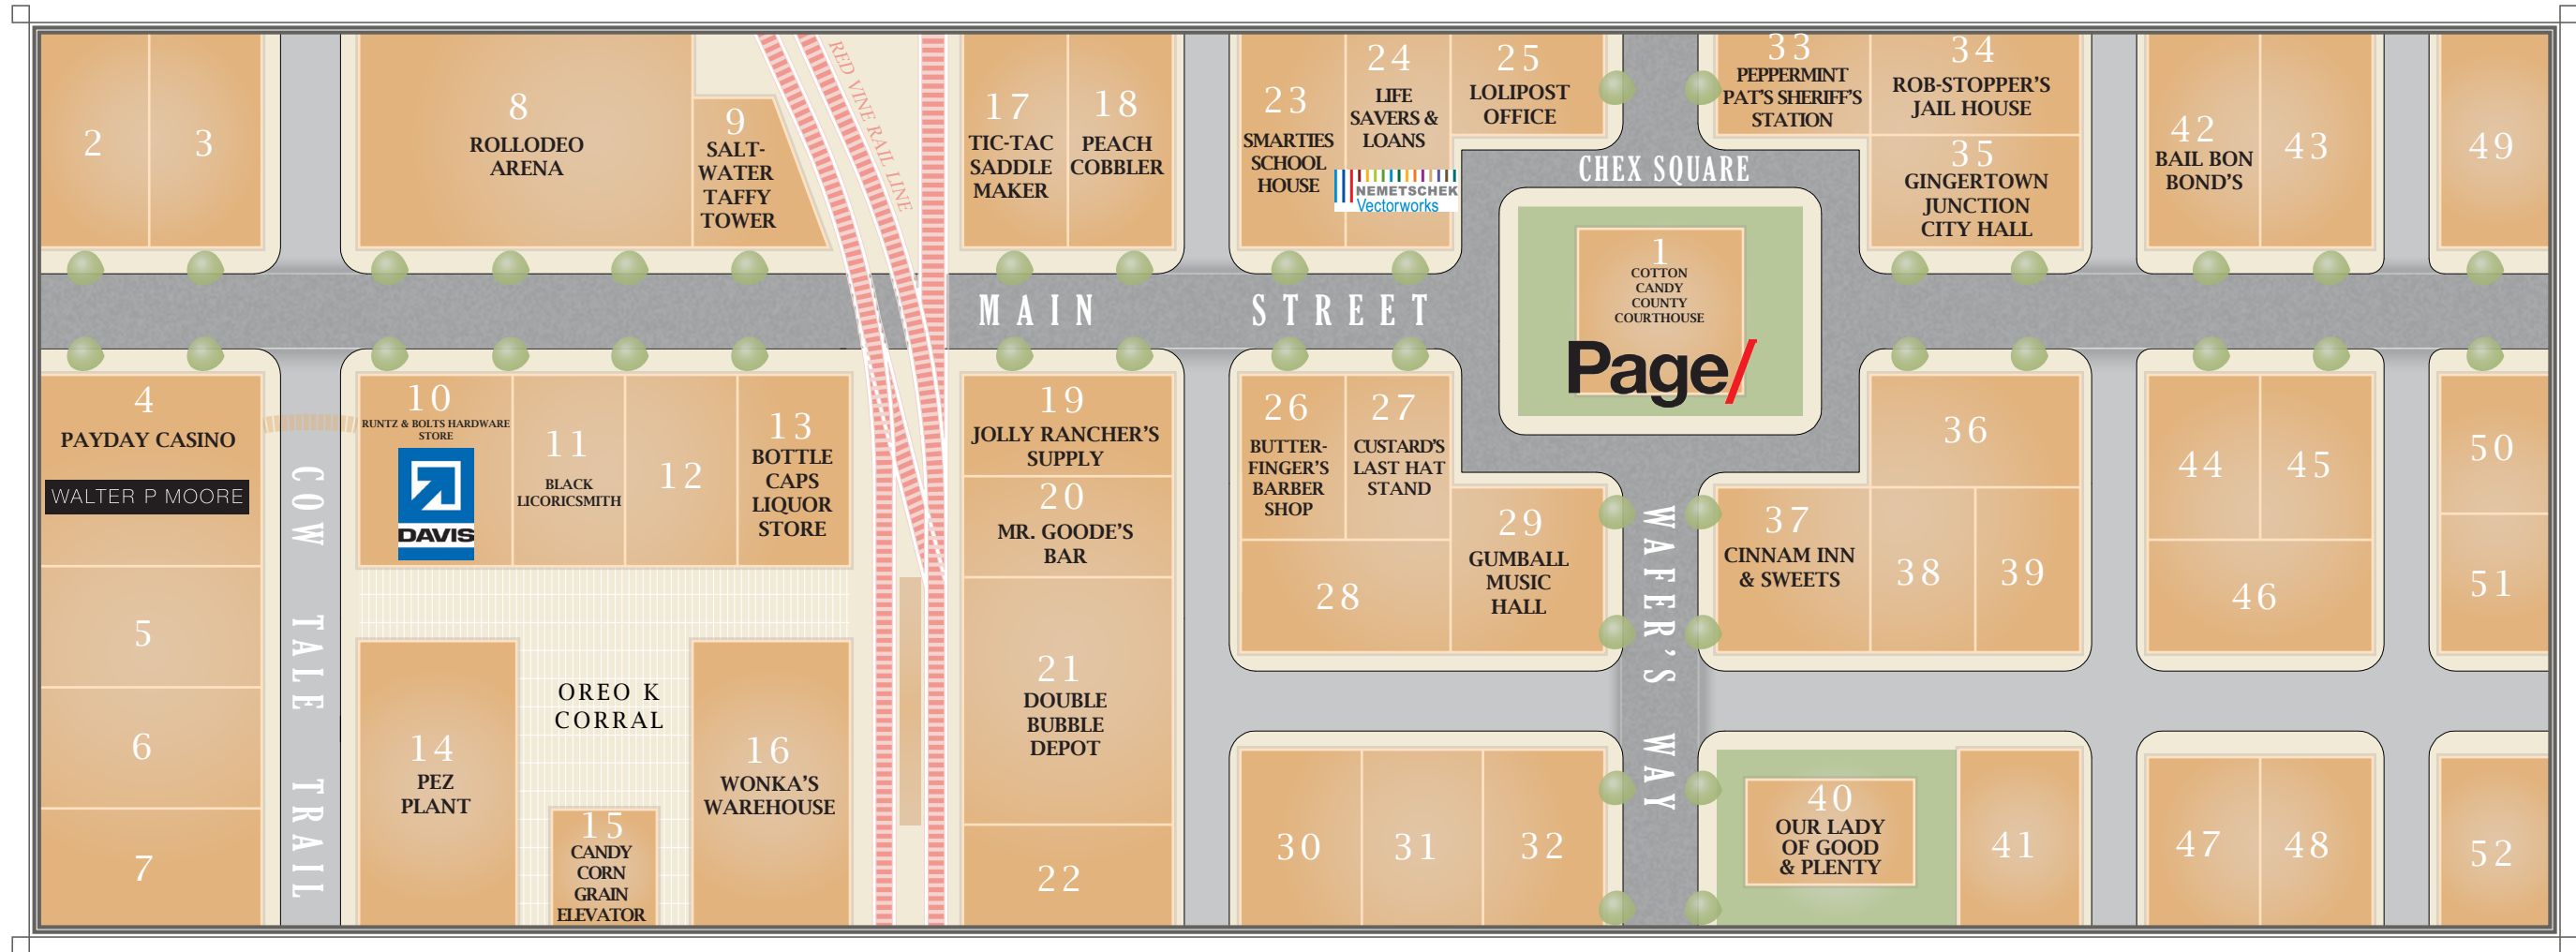 2
3
8
ROLLODEO
ARENA
9
SALT-
WATER
TAFFY
TOWER
RED VINE RAIL LINE
17
TIC-TAC
SADDLE
MAKER
18
PEACH
COBBLER
23
SMARTIES
SCHOOL
HOUSE
24
LIFE
SAVERS &
LOANS
NEMETSCHEK
Vectorworks
25
LOLIPOST
OFFICE
33
PEPPERMINT
PAT'S SHERIFF'S
STATION
34
ROB-STOPPER'S
JAIL HOUSE
35
GINGERTOWN
JUNCTION
CITY HALL
42
BAIL BON
BOND'S
43
49
CHEX SQUARE
1
COTTON
CANDY
COUNTY
COURTHOUSE
Page/
MAIN STREET
4
PAYDAY CASINO
WALTER P MOORE
5
6
7
COW TALE TRAIL
10
RUNTZ & BOLTS HARDWARE
STORE
DAVIS
11
BLACK
LICORICSMITH
12
13
BOTTLE
CAPS
LIQUOR
STORE
OREO K
CORRAL
14
PEZ
PLANT
15
CANDY
CORN
GRAIN
ELEVATOR
16
WONKA'S
WAREHOUSE
19
JOLLY RANCHER'S
SUPPLY
20
MR. GOODE'S
BAR
21
DOUBLE
BUBBLE
DEPOT
22
26
BUTTER-
FINGER'S
BARBER
SHOP
27
CUSTARD'S
LAST HAT
STAND
28
29
GUMBALL
MUSIC
HALL
30
31
32
WAFER'S WAY
36
37
CINNAM INN
& SWEETS
38
39
40
OUR LADY
OF GOOD
& PLENTY
41
44
45
46
47
48
50
51
52